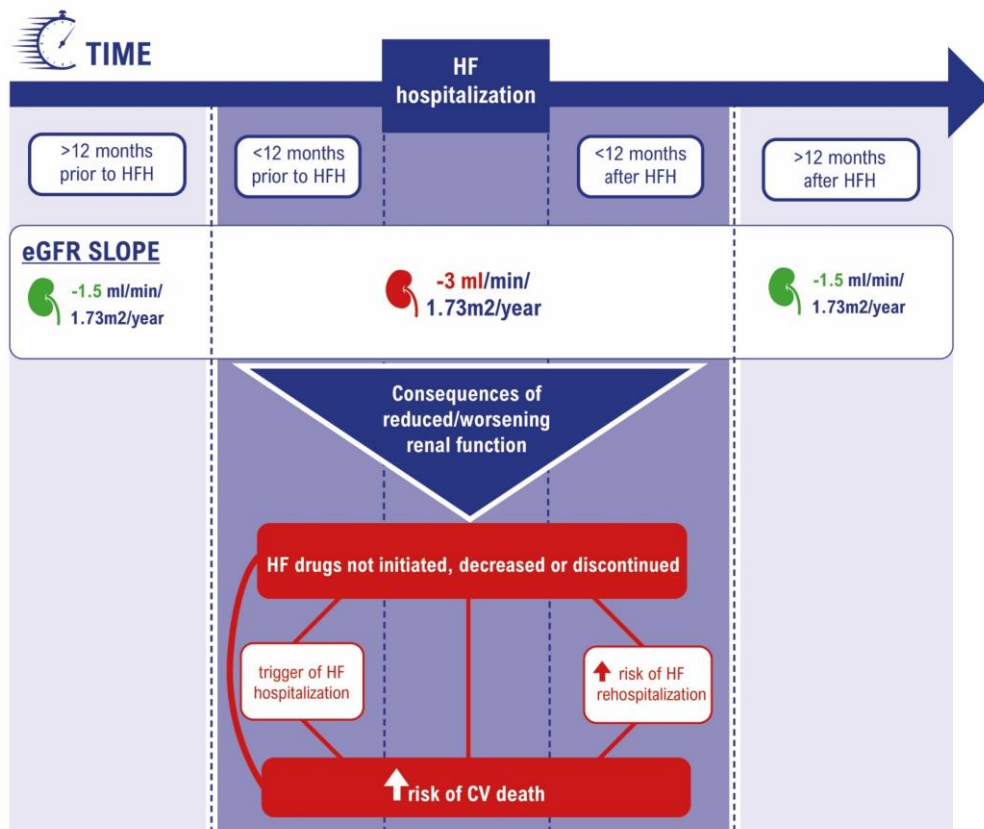 TIME
HF
hospitalization
>12 months
prior to HFH
<12 months
prior to HFH
<12 months
after HFH
>12 months
after HFH
eGFR SLOPE
-1.5 ml/min/
1.73m2/year
-3 ml/min/
1.73m2/year
-1.5 ml/min/
1.73m2/year
Consequences of
reduced/worsening
renal function
HF drugs not initiated, decreased or discontinued
trigger of HF
hospitalization
risk of HF
rehospitalization
risk of CV death